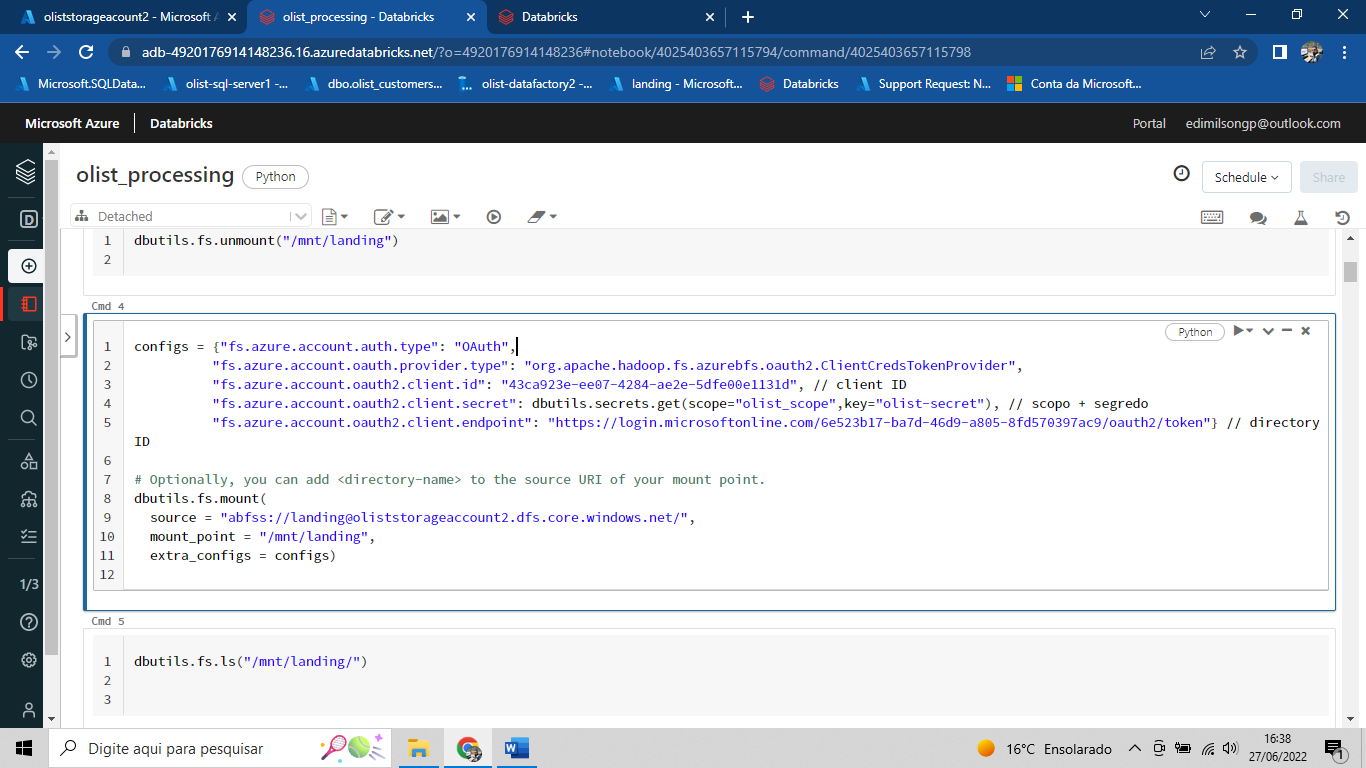 oliststorageacount2 - Microsoft A
olist_processing - Databricks
Databricks
adb-4920176914148236.16.azuredatabricks.net/?o=4920176914148236#notebook/4025403657115794/command/4025403657115798
Microsoft.SQLData...
olist-sql-server1 -...
dbo.olist_customers...
olist-datafactory2 -...
landing - Microsoft...
Databricks
Support Request: N...
Conta da Microsoft...
Microsoft Azure
Databricks
Portal
edimilsongp@outlook.com
olist_processing
Python
Schedule
Share
Detached
1 dbutils.fs.unmount("/mnt/landing")
2
Cmd 4
Python
1 configs = {"fs.azure.account.auth.type": "OAuth",
2 "fs.azure.account.oauth.provider.type": "org.apache.hadoop.fs.azurebfs.oauth2.ClientCredsTokenProvider",
3 "fs.azure.account.oauth2.client.id": "43ca923e-ee07-4284-ae2e-5dfe00e1131d", // client ID
4 "fs.azure.account.oauth2.client.secret": dbutils.secrets.get(scope="olist_scope",key="olist-secret"), // scopo + segredo
5 "fs.azure.account.oauth2.client.endpoint": "https://login.microsoftonline.com/6e523b17-ba7d-46d9-a805-8fd570397ac9/oauth2/token"} // directory
ID
6
7 # Optionally, you can add <directory-name> to the source URI of your mount point.
8 dbutils.fs.mount(
9 source = "abfss://landing@oliststorageaccount2.dfs.core.windows.net/",
10 mount_point = "/mnt/landing",
11 extra_configs = configs)
12
Cmd 5
1 dbutils.fs.ls("/mnt/landing/")
2
3
D
1/3
Digite aqui para pesquisar
16°C Ensolarado
16:38
27/06/2022
1